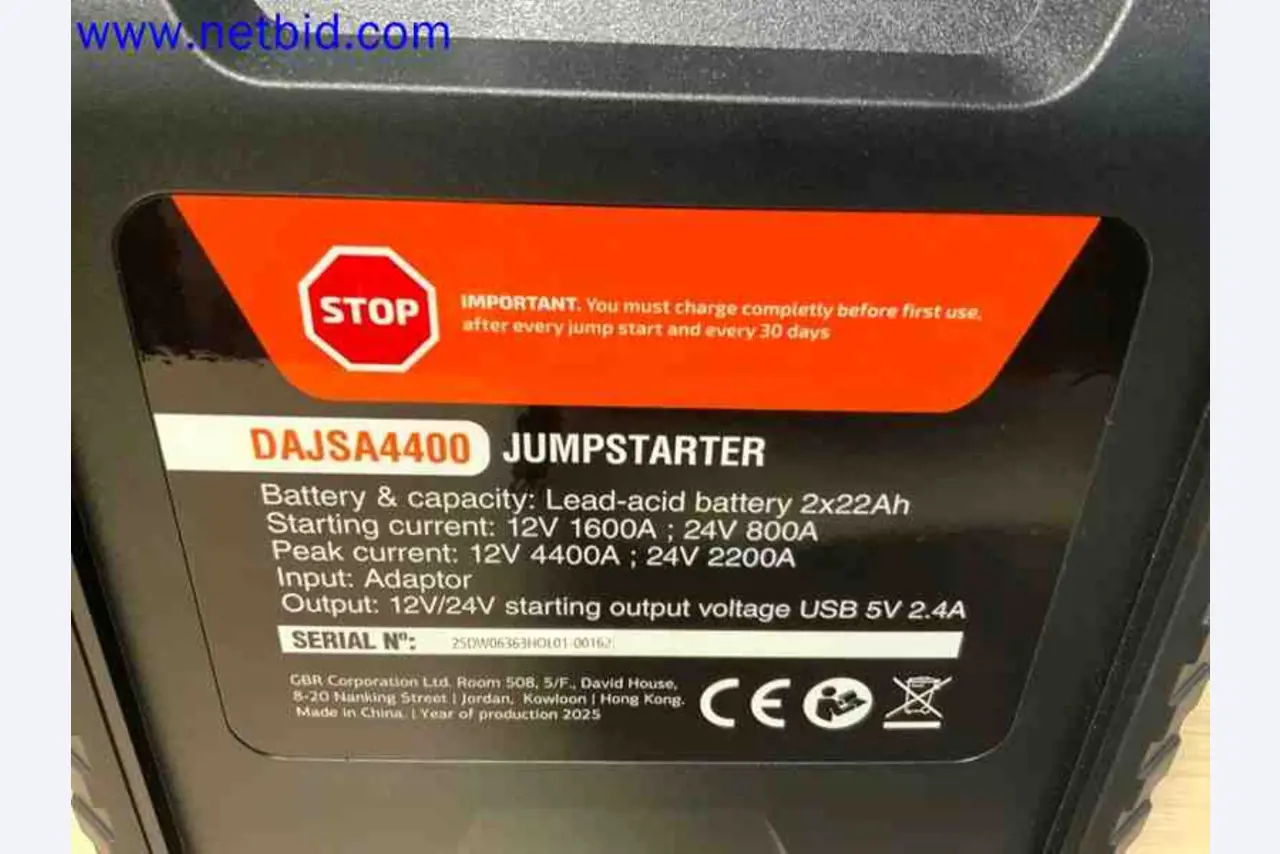 www.netbid.com
STOP
IMPORTANT. You must charge completly before first use,
after every jump start and every 30 days
DAJSA4400 JUMPSTARTER
Battery & capacity: Lead-acid battery 2x22Ah
Starting current: 12V 1600A ; 24V 800A
Peak current: 12V 4400A ; 24V 2200A
Input: Adaptor
Output: 12V/24V starting output voltage USB 5V 2.4A
SERIAL Nº: 25DW06363HOL01-00162
GBR Corporation Ltd. Room 508, 5/F., David House,
8-20 Nanking Street | Jordan, Kowloon | Hong Kong.
Made in China. | Year of production 2025
CE